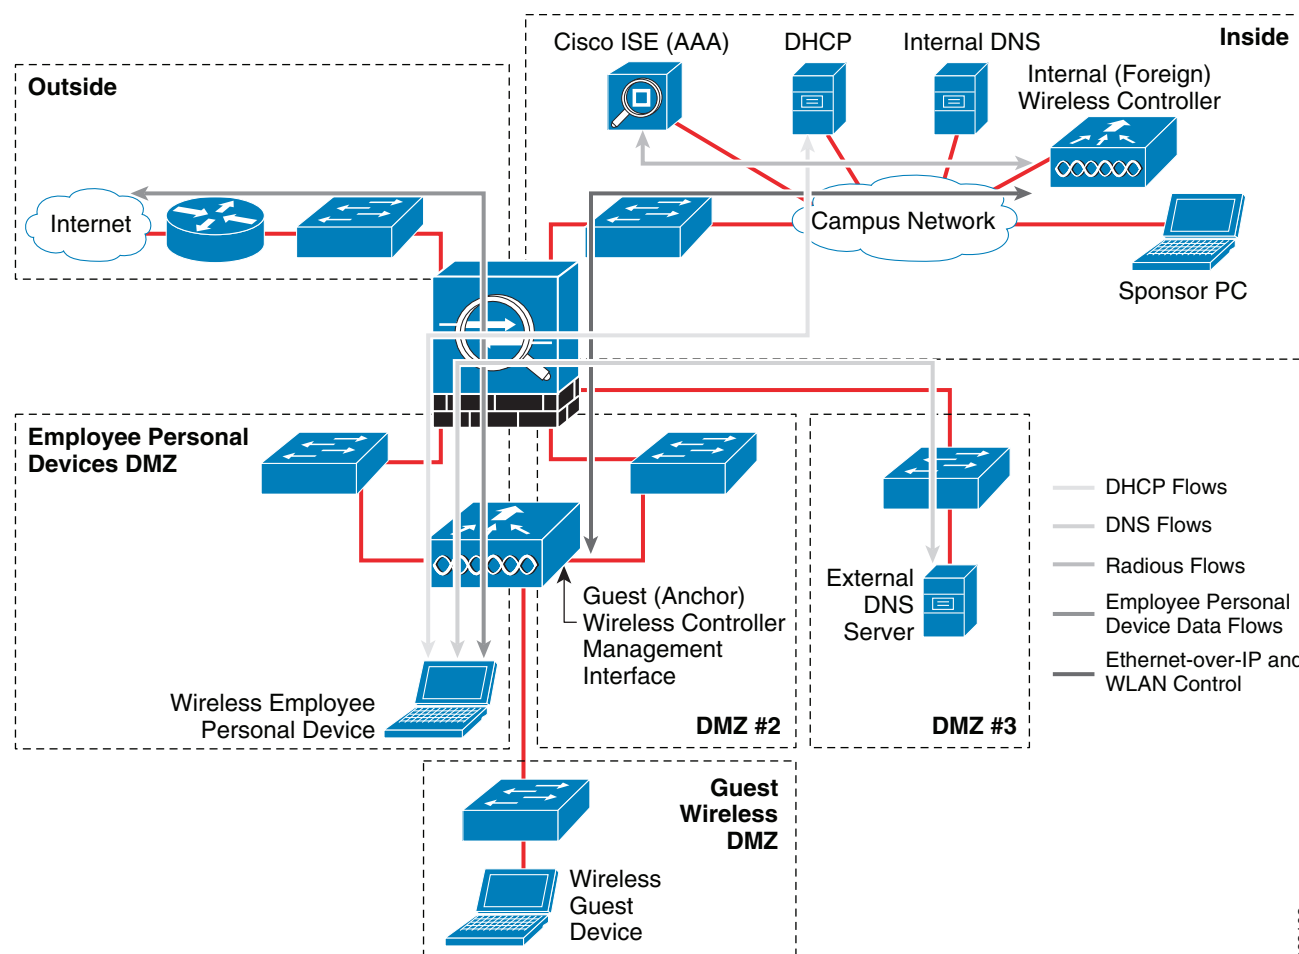 Cisco ISE (AAA)
DHCP
Internal DNS
Inside
Outside
Internal (Foreign)
Wireless Controller
Internet
Campus Network
Sponsor PC
Employee Personal
Devices DMZ
DHCP Flows
DNS Flows
Radious Flows
Employee Personal
Device Data Flows
Ethernet-over-IP and
WLAN Control
External
DNS
Server
Guest (Anchor)
Wireless Controller
Management
Interface
Wireless Employee
Personal Device
DMZ #2
DMZ #3
Guest
Wireless
DMZ
Wireless
Guest
Device